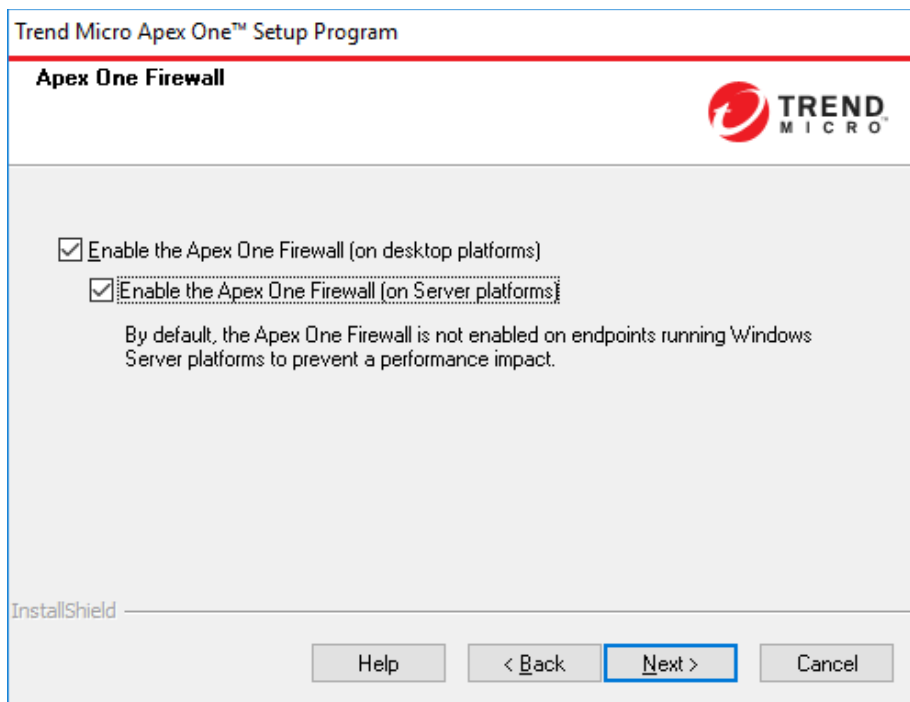 Trend Micro Apex One™ Setup Program
Apex One Firewall
TREND
MICRO™
Enable the Apex One Firewall (on desktop platforms)
Enable the Apex One Firewall (on Server platforms)
By default, the Apex One Firewall is not enabled on endpoints running Windows
Server platforms to prevent a performance impact.
InstallShield
Help
< Back
Next >
Cancel